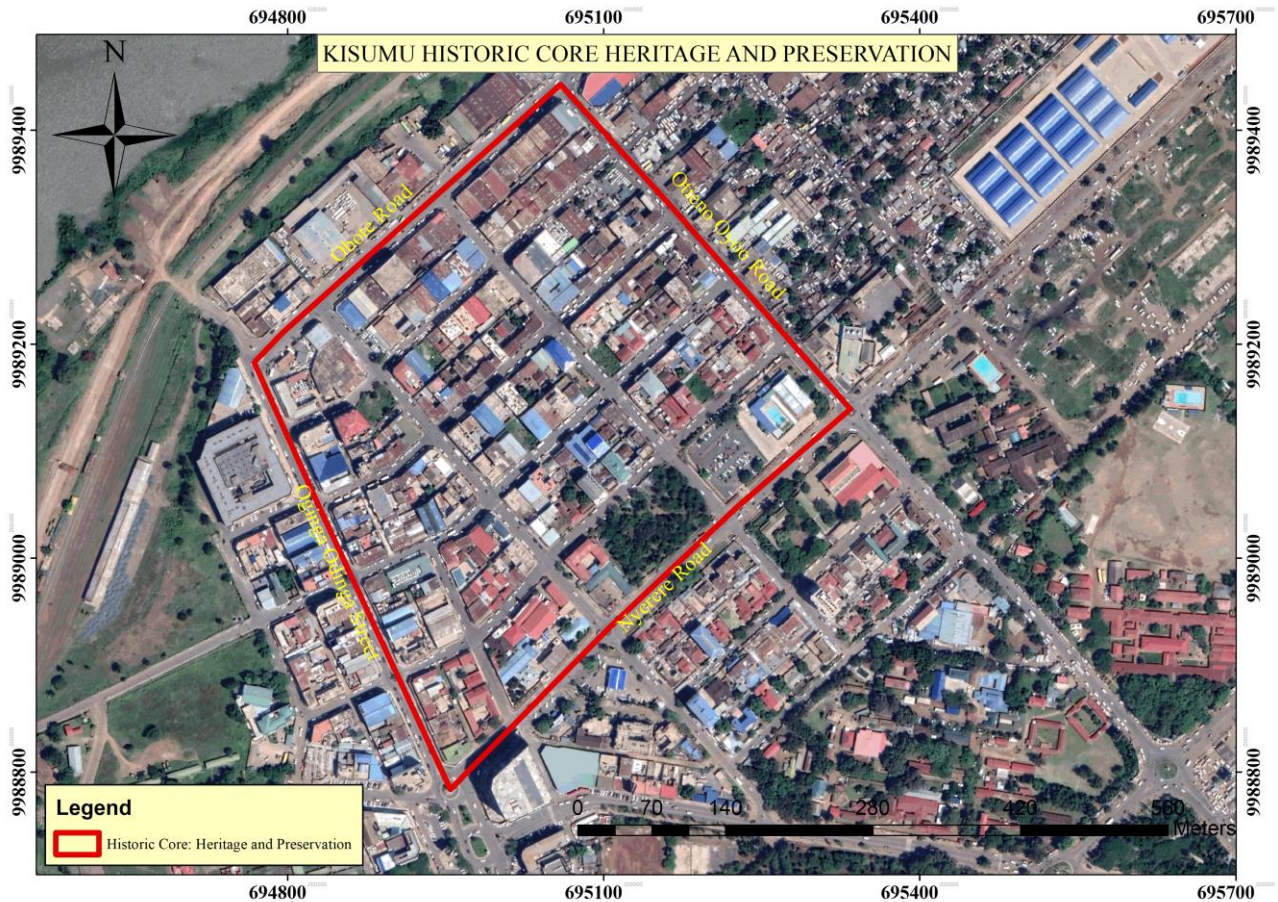 694800 695100 695400 695700
KISUMU HISTORIC CORE HERITAGE AND PRESERVATION
N
9989400 9989400
Obote Road
Omeno Oyoo Road
9989200 9989200
Oginga Odinga Street
Nyerere Road
9989000 9989000
9988800 9988800
Legend
Historic Core: Heritage and Preservation
0 70 140 280 420 560
Meters
694800 695100 695400 695700